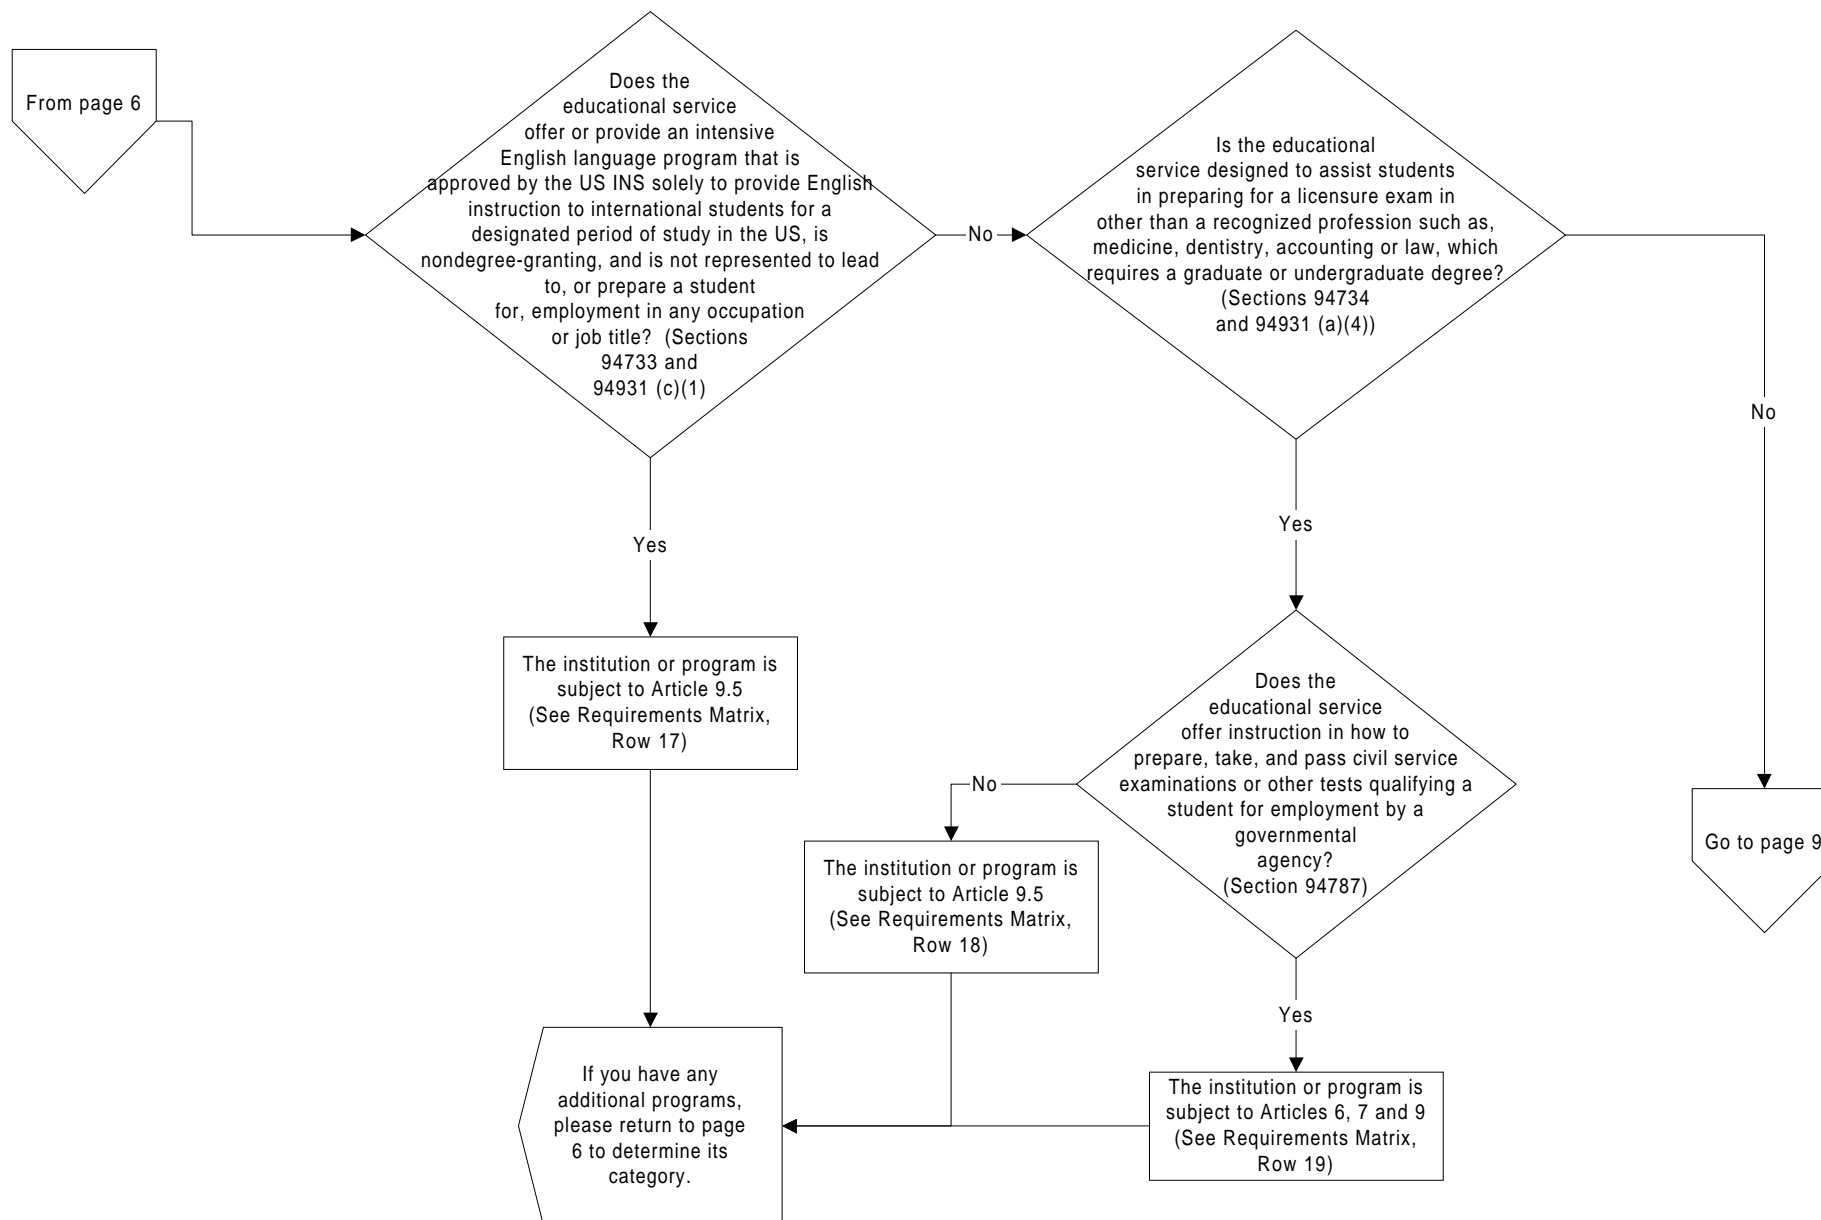 From page 6
Does the
educational service
offer or provide an intensive
English language program that is
approved by the US INS solely to provide English
instruction to international students for a
designated period of study in the US, is
nondegree-granting, and is not represented to lead
to, or prepare a student
for, employment in any occupation
or job title? (Sections
94733 and
94931 (c)(1)
No
Is the educational
service designed to assist students
in preparing for a licensure exam in
other than a recognized profession such as,
medicine, dentistry, accounting or law, which
requires a graduate or undergraduate degree?
(Sections 94734
and 94931 (a)(4))
No
Yes
Yes
The institution or program is
subject to Article 9.5
(See Requirements Matrix,
Row 17)
Does the
educational service
offer instruction in how to
prepare, take, and pass civil service
examinations or other tests qualifying a
student for employment by a
governmental
agency?
(Section 94787)
No
The institution or program is
subject to Article 9.5
(See Requirements Matrix,
Row 18)
Go to page 9
Yes
If you have any
additional programs,
please return to page
6 to determine its
category.
The institution or program is
subject to Articles 6, 7 and 9
(See Requirements Matrix,
Row 19)